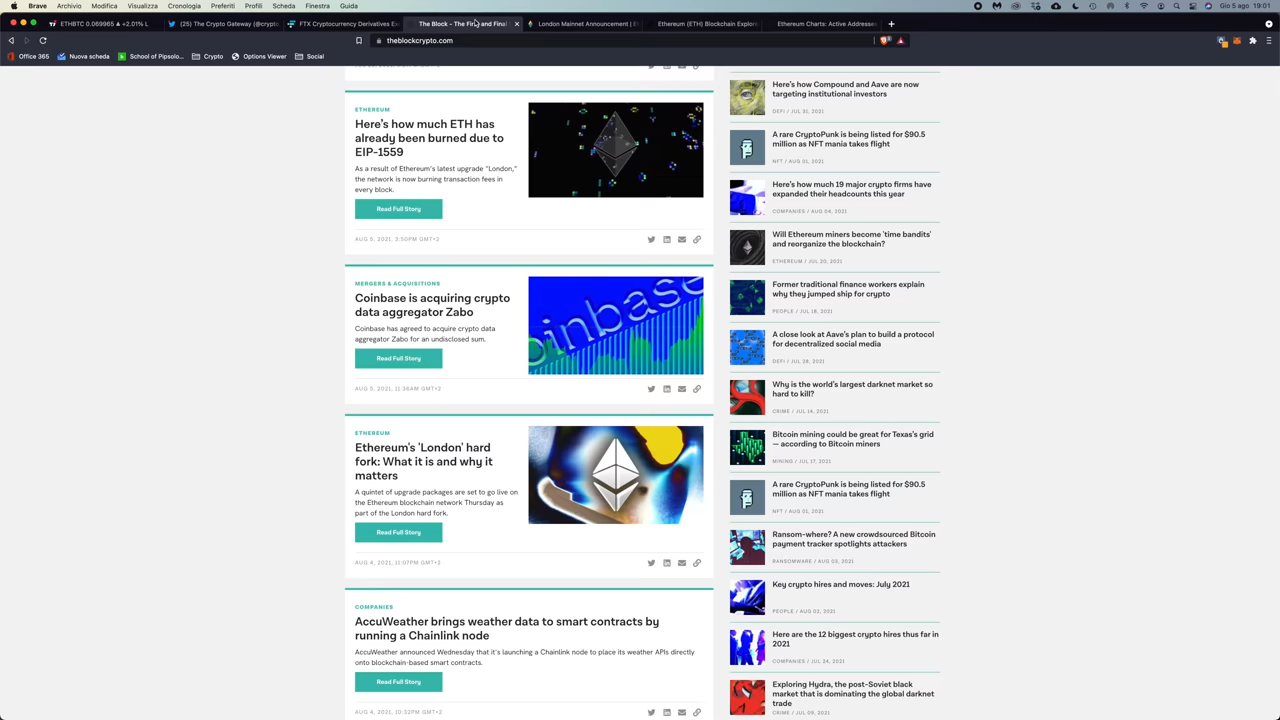 Brave Archivio Modifica Visualizza Cronologia Preferiti Profili Scheda Finestra Guida
Gio 5 ago 19:01
ETHBTC 0.069965 ▲ +2.01% L
(25) The Crypto Gateway (@crypto
FTX Cryptocurrency Derivatives Ex
The Block - The First and Final
London Mainnet Announcement | Et
Ethereum (ETH) Blockchain Explore
Ethereum Charts: Active Addresses
theblockcrypto.com
Office 365
Nuova scheda
School of Pipsolo...
Crypto
Options Viewer
Social
ETHEREUM
Here's how much ETH has
already been burned due to
EIP-1559
As a result of Ethereum's latest upgrade "London,"
the network is now burning transaction fees in
every block.
Read Full Story
AUG 5, 2021, 3:50PM GMT+2
MERGERS & ACQUISITIONS
Coinbase is acquiring crypto
data aggregator Zabo
Coinbase has agreed to acquire crypto data
aggregator Zabo for an undisclosed sum.
Read Full Story
oinbase
AUG 5, 2021, 11:36AM GMT+2
ETHEREUM
Ethereum's 'London' hard
fork: What it is and why it
matters
A quintet of upgrade packages are set to go live on
the Ethereum blockchain network Thursday as
part of the London hard fork.
Read Full Story
AUG 4, 2021, 11:07PM GMT+2
COMPANIES
AccuWeather brings weather data to smart contracts by
running a Chainlink node
AccuWeather announced Wednesday that it's launching a Chainlink node to place its weather APIs directly
onto blockchain-based smart contracts.
Read Full Story
AUG 4, 2021, 10:32PM GMT+2
Here's how Compound and Aave are now
targeting institutional investors
DEFI / JUL 31, 2021
A rare CryptoPunk is being listed for $90.5
million as NFT mania takes flight
NFT / AUG 01, 2021
Here's how much 19 major crypto firms have
expanded their headcounts this year
COMPANIES / AUG 04, 2021
Will Ethereum miners become 'time bandits'
and reorganize the blockchain?
ETHEREUM / JUL 20, 2021
Former traditional finance workers explain
why they jumped ship for crypto
PEOPLE / JUL 18, 2021
A close look at Aave's plan to build a protocol
for decentralized social media
DEFI / JUL 28, 2021
Why is the world's largest darknet market so
hard to kill?
CRIME / JUL 14, 2021
Bitcoin mining could be great for Texas's grid
— according to Bitcoin miners
MINING / JUL 17, 2021
A rare CryptoPunk is being listed for $90.5
million as NFT mania takes flight
NFT / AUG 01, 2021
Ransom-where? A new crowdsourced Bitcoin
payment tracker spotlights attackers
RANSOMWARE / AUG 03, 2021
Key crypto hires and moves: July 2021
PEOPLE / AUG 02, 2021
Here are the 12 biggest crypto hires thus far in
2021
COMPANIES / JUL 24, 2021
Exploring Hydra, the post-Soviet black
market that is dominating the global darknet
trade
CRIME / JUL 09, 2021